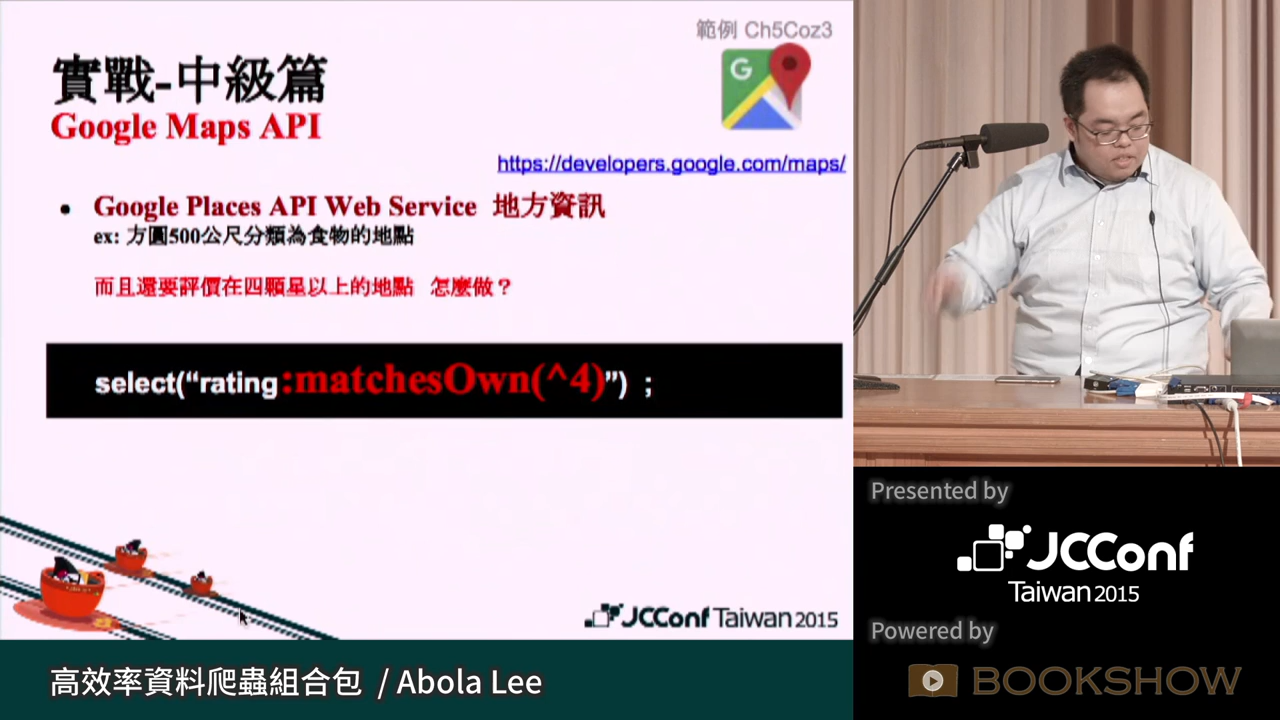 範例 Ch5Coz3
實戰-中級篇
Google Maps API
https://developers.google.com/maps/
• Google Places API Web Service 地方資訊
ex: 方圓500公尺分類為食物的地點
而且還要評價在四顆星以上的地點 怎麼做？
select(“rating:matchesOwn(^4)”) ;
JCConf Taiwan 2015
高效率資料爬蟲組合包 / Abola Lee
Presented by
JCConf
Taiwan 2015
Powered by
BOOKSHOW